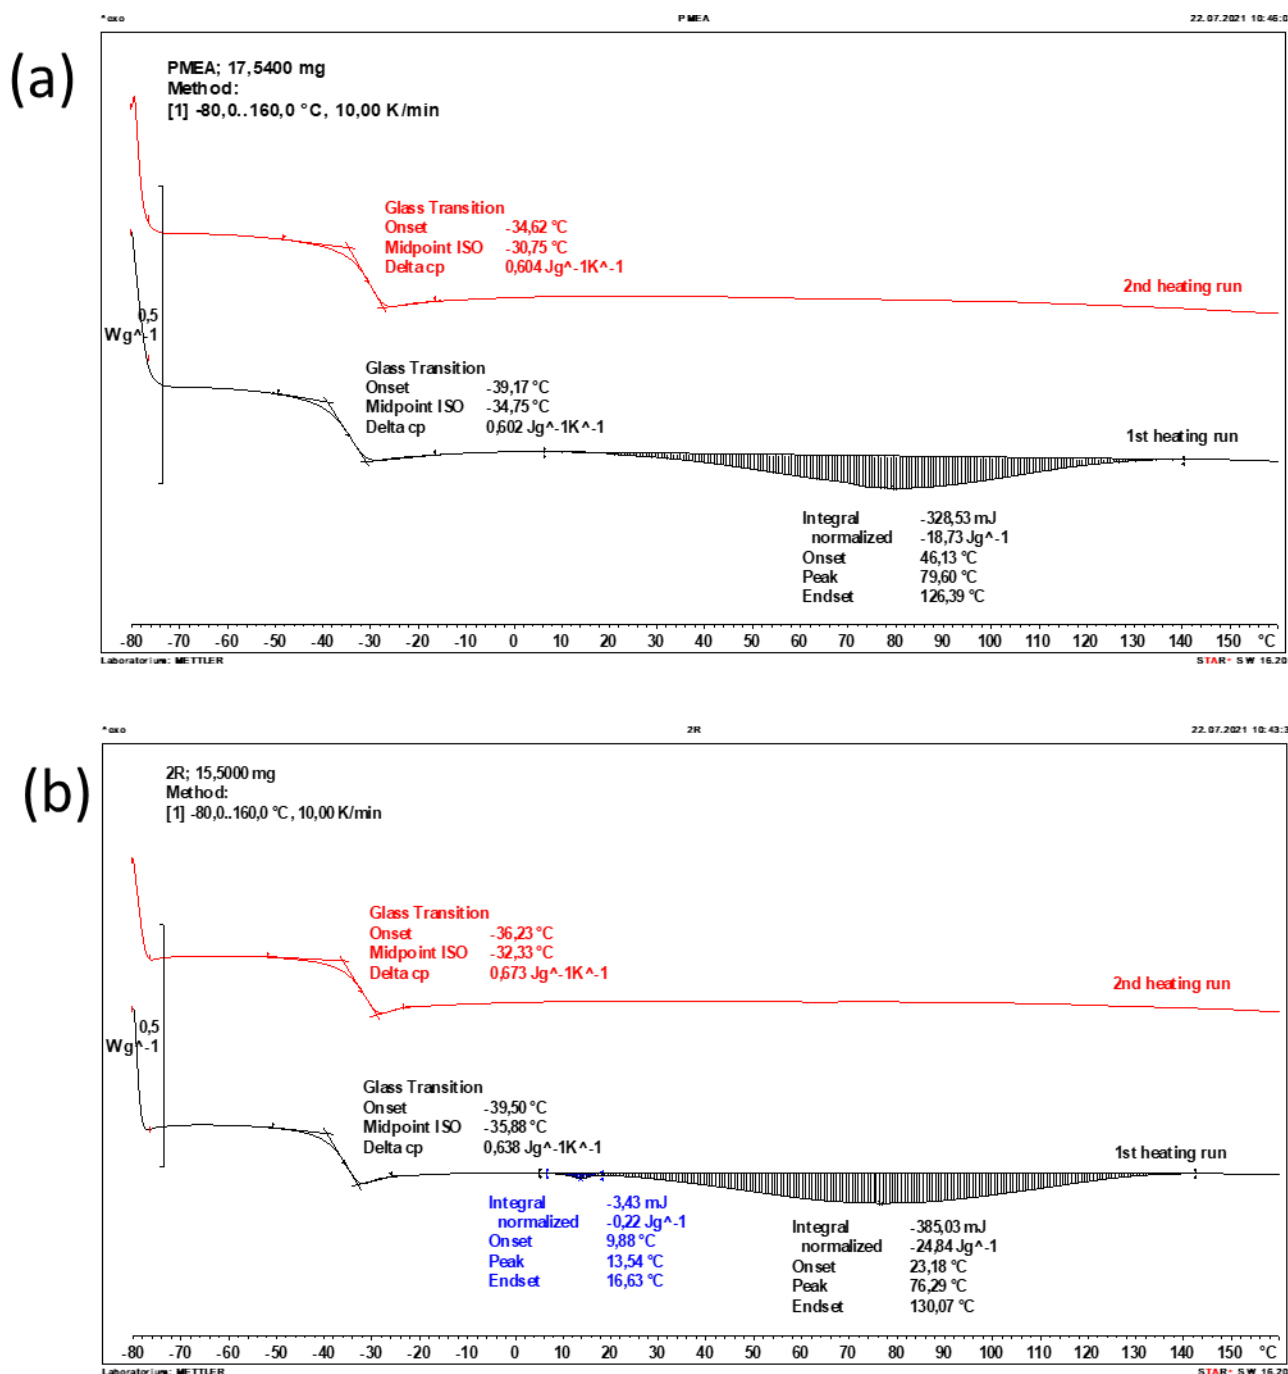 ^exo PMEA 22.07.2021 10:46:0
(a)
PMEA; 17,5400 mg
Method:
[1] -80,0..160,0 °C, 10,00 K/min
Glass Transition
Onset -34,62 °C
Midpoint ISO -30,75 °C
Delta cp 0,604 Jg^-1K^-1
2nd heating run
0,5
Wg^-1
Glass Transition
Onset -39,17 °C
Midpoint ISO -34,75 °C
Delta cp 0,602 Jg^-1K^-1
1st heating run
Integral -328,53 mJ
normalized -18,73 Jg^-1
Onset 46,13 °C
Peak 79,60 °C
Endset 126,39 °C
-80 -70 -60 -50 -40 -30 -20 -10 0 10 20 30 40 50 60 70 80 90 100 110 120 130 140 150 °C
Laboratorium: METTLER STAR° SW 16.20
^exo 2R 22.07.2021 10:43:3
(b)
2R; 15,5000 mg
Method:
[1] -80,0..160,0 °C, 10,00 K/min
Glass Transition
Onset -36,23 °C
Midpoint ISO -32,33 °C
Delta cp 0,673 Jg^-1K^-1
2nd heating run
0,5
Wg^-1
Glass Transition
Onset -39,50 °C
Midpoint ISO -35,88 °C
Delta cp 0,638 Jg^-1K^-1
1st heating run
Integral -3,43 mJ
normalized -0,22 Jg^-1
Onset 9,88 °C
Peak 13,54 °C
Endset 16,63 °C
Integral -385,03 mJ
normalized -24,84 Jg^-1
Onset 23,18 °C
Peak 76,29 °C
Endset 130,07 °C
-80 -70 -60 -50 -40 -30 -20 -10 0 10 20 30 40 50 60 70 80 90 100 110 120 130 140 150 °C
Laboratorium: METTLER STAR° SW 16.20